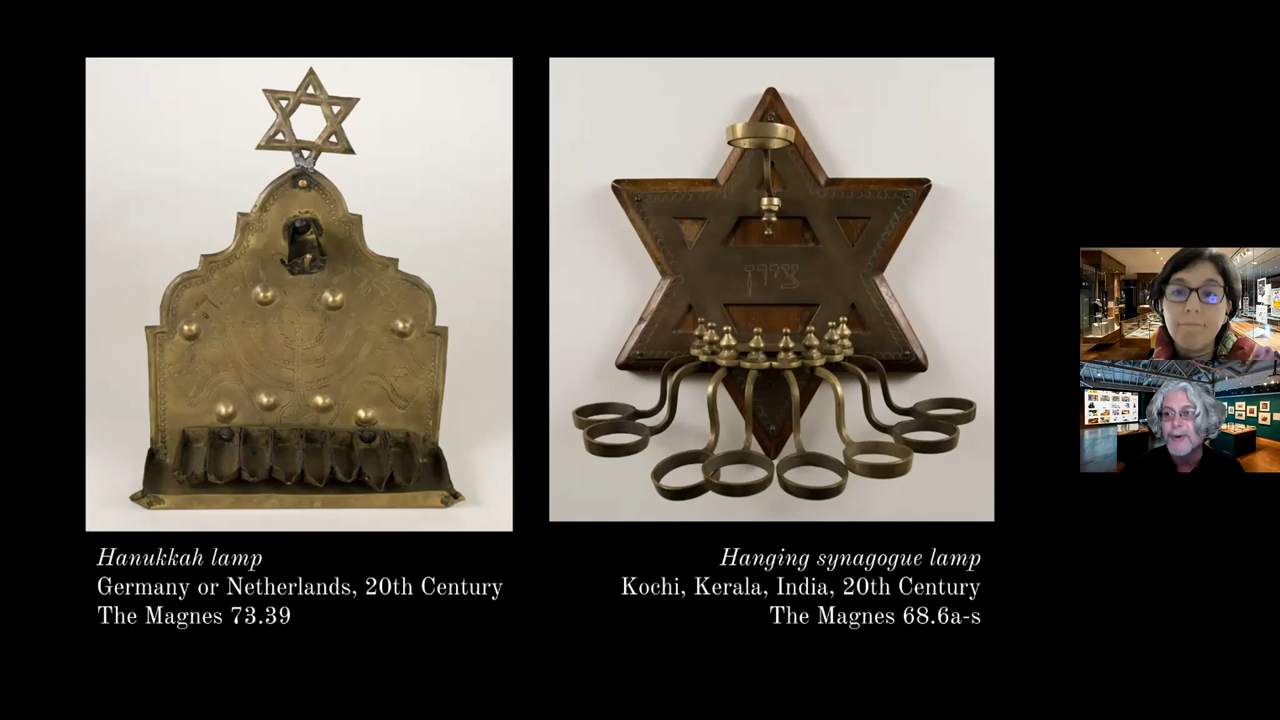 Hanukkah lamp
Germany or Netherlands, 20th Century
The Magnes 73.39
Hanging synagogue lamp
Kochi, Kerala, India, 20th Century
The Magnes 68.6a-s